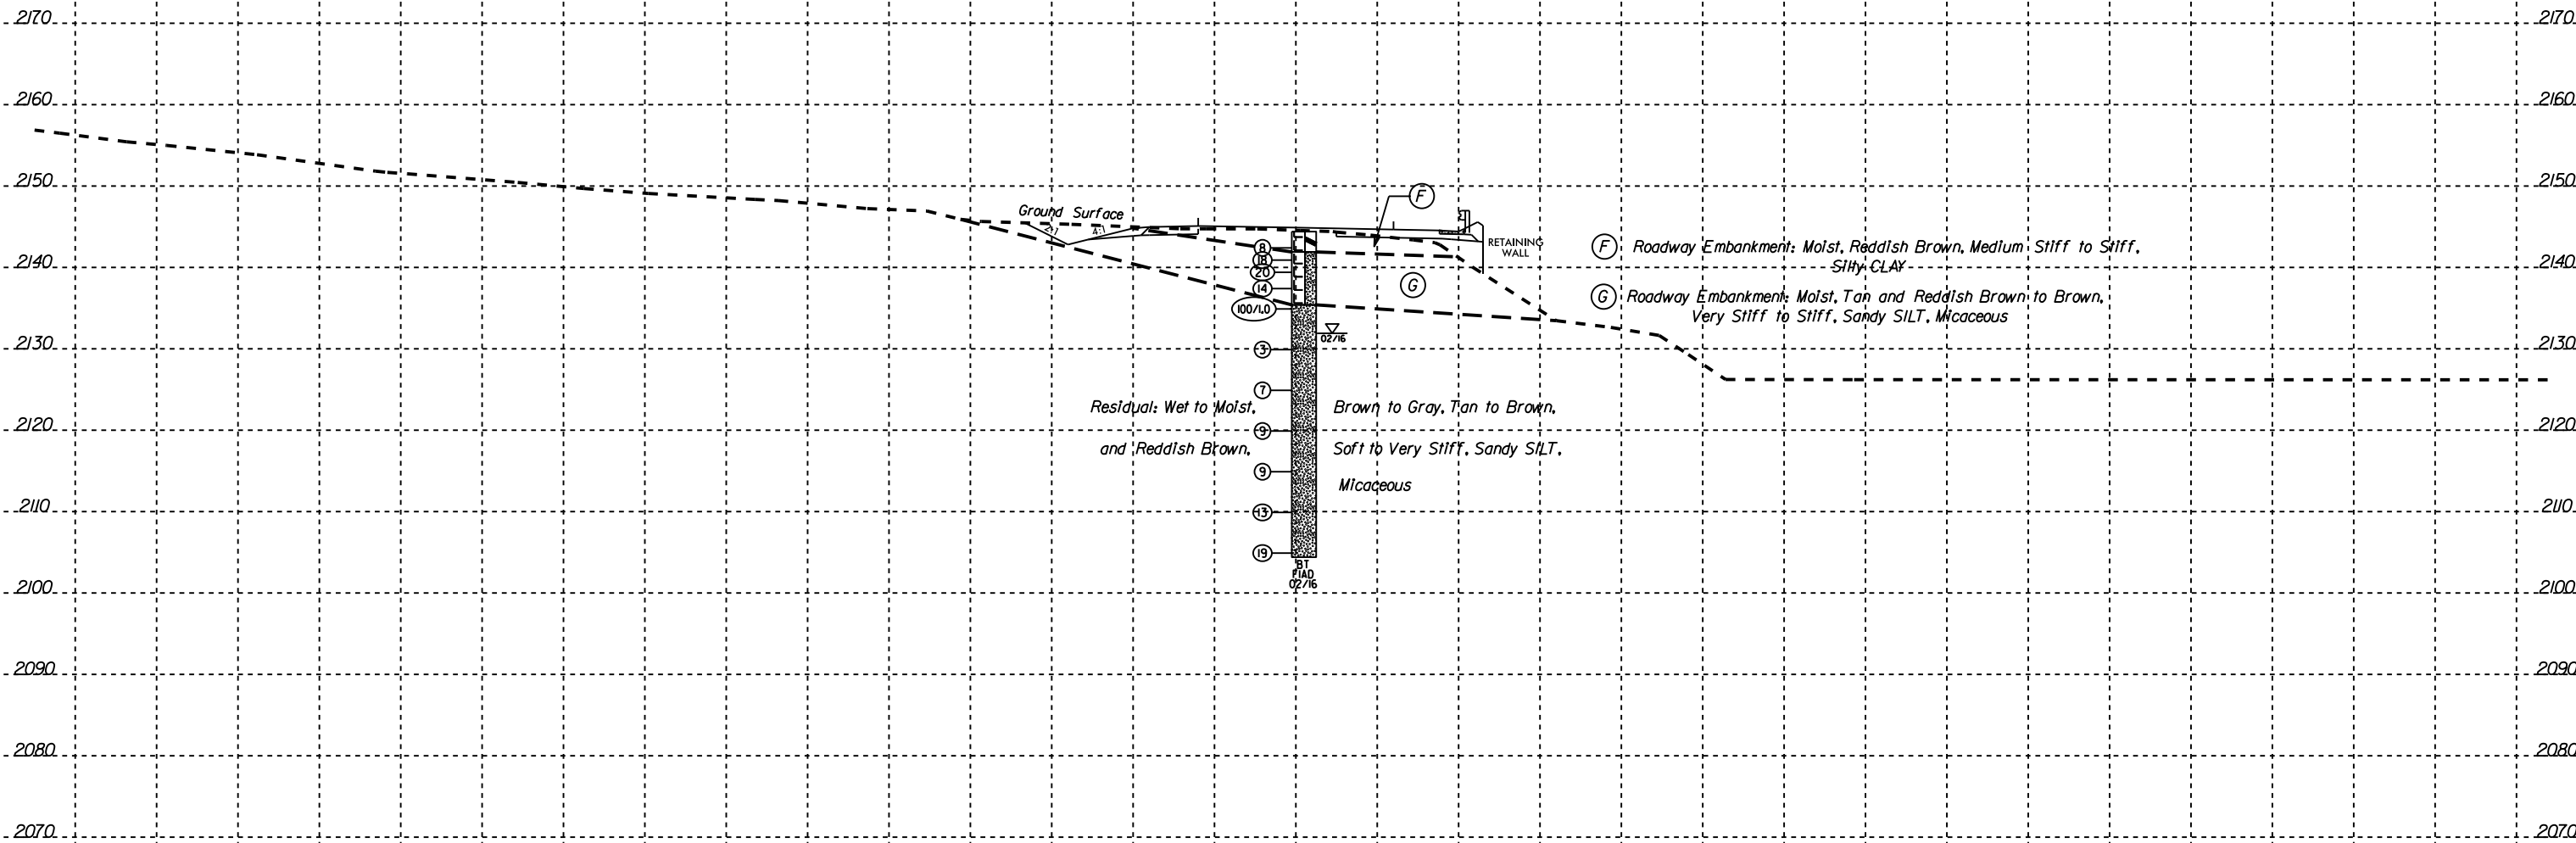 2170 2170
2160 2160
2150 2150
Ground Surface
2:1 4:1
F
RETAINING
WALL
F Roadway Embankment: Moist, Reddish Brown, Medium Stiff to Stiff,
Silty CLAY
8
18
20
14
100/1.0
2140 2140
G
G Roadway Embankment: Moist, Tan and Reddish Brown to Brown,
Very Stiff to Stiff, Sandy SILT, Micaceous
02/16
2130 2130
3
7
Residual: Wet to Moist, Brown to Gray, Tan to Brown,
2120 2120
9
and Reddish Brown, Soft to Very Stiff, Sandy SILT,
9
Micaceous
2110 2110
13
19
BT
FIAD
02/16
2100 2100
2090 2090
2080 2080
2070 2070